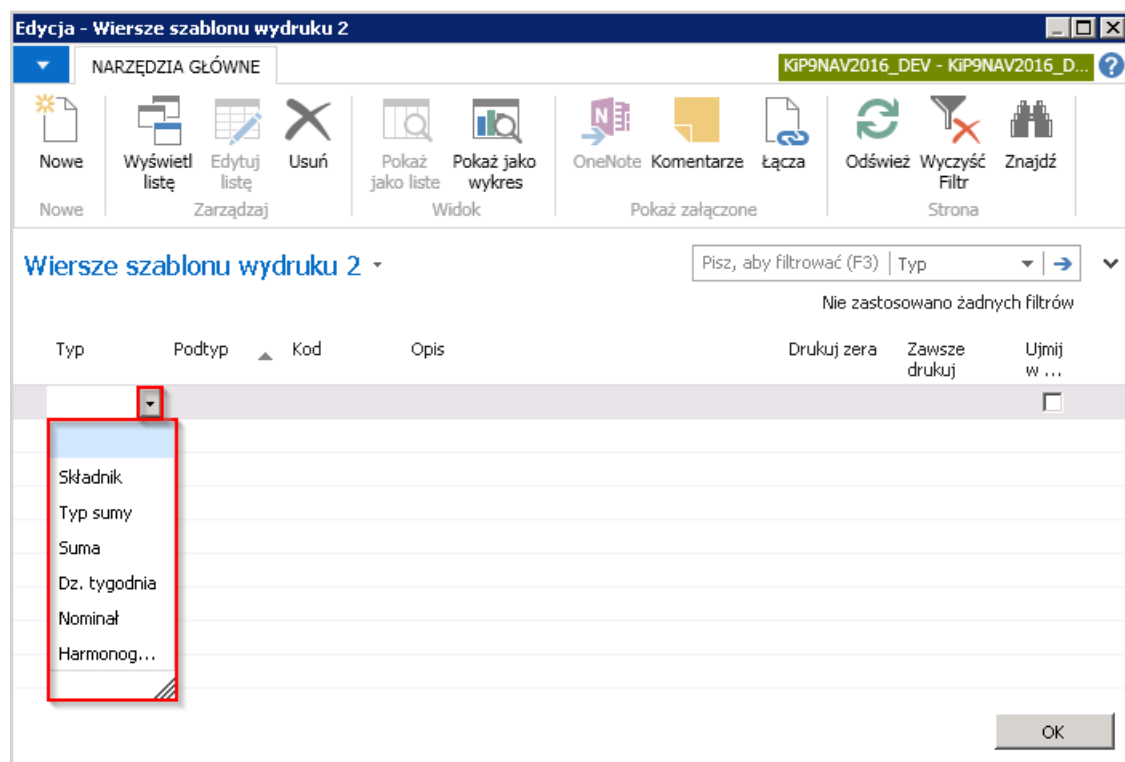 Edycja - Wiersze szablonu wydruku 2
NARZĘDZIA GŁÓWNE
KiP9NAV2016_DEV - KiP9NAV2016_D... ?
Nowe
Wyświetl listę
Edytuj listę
Usuń
Pokaż jako liste
Pokaż jako wykres
OneNote
Komentarze
Łącza
Odśwież
Wyczyść Filtr
Znajdź
Nowe
Zarządzaj
Widok
Pokaż załączone
Strona
Wiersze szablonu wydruku 2
Pisz, aby filtrować (F3)
Typ
Nie zastosowano żadnych filtrów
Typ
Podtyp
Kod
Opis
Drukuj zera
Zawsze drukuj
Ujmij w ...
Składnik
Typ sumy
Suma
Dz. tygodnia
Nominał
Harmonog...
OK